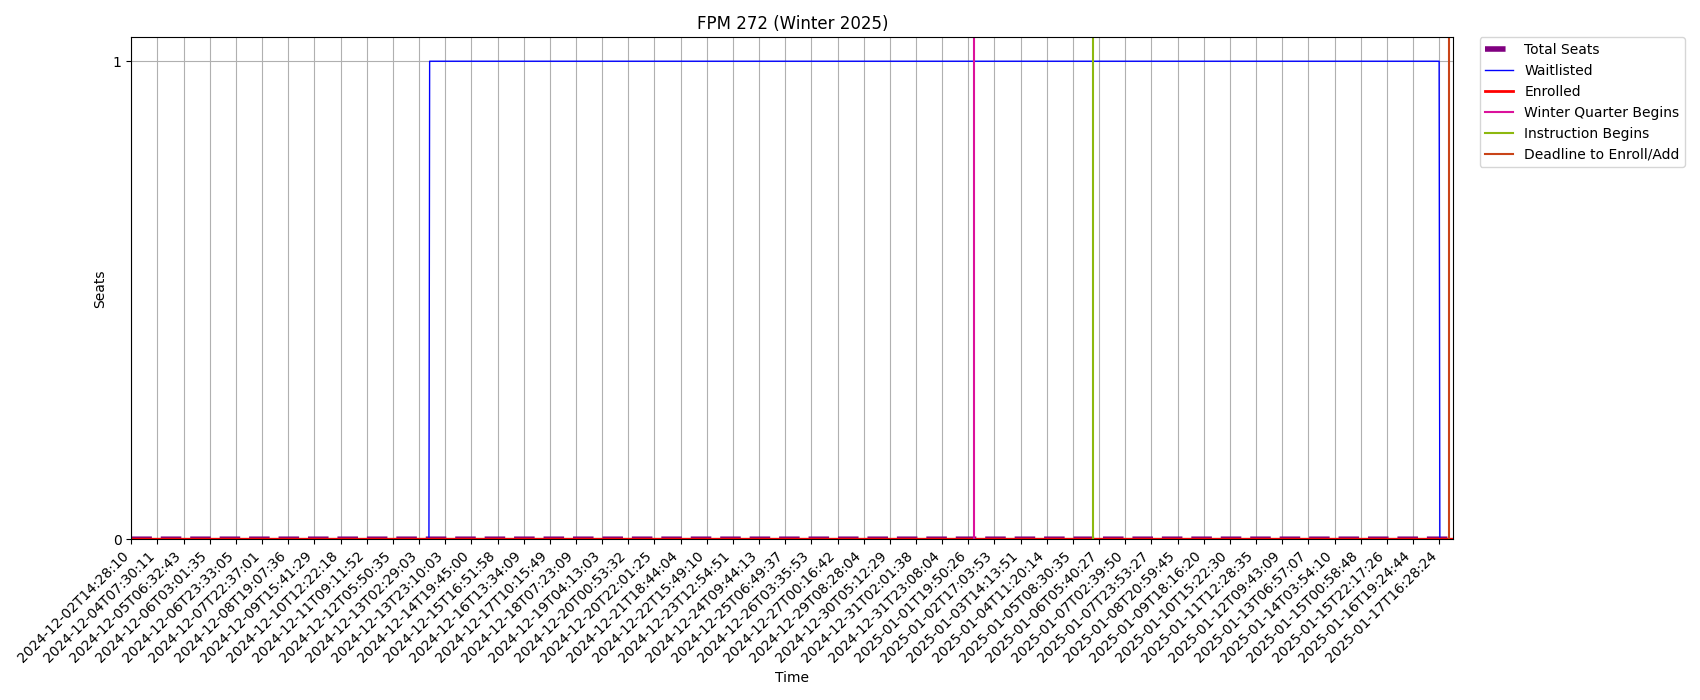 FPM 272 (Winter 2025)
Total Seats
Waitlisted
Enrolled
Winter Quarter Begins
Instruction Begins
Deadline to Enroll/Add
1
0
Seats
2024-12-02T14:28:10
2024-12-04T07:30:11
2024-12-05T06:32:43
2024-12-06T03:01:35
2024-12-06T23:33:05
2024-12-07T22:37:01
2024-12-08T19:07:36
2024-12-09T15:41:29
2024-12-10T12:22:18
2024-12-11T09:11:52
2024-12-12T05:50:35
2024-12-13T02:29:03
2024-12-13T23:10:03
2024-12-14T19:45:00
2024-12-15T16:51:58
2024-12-16T13:34:09
2024-12-17T10:15:49
2024-12-18T07:23:09
2024-12-19T04:13:03
2024-12-20T00:53:32
2024-12-20T22:01:25
2024-12-21T18:44:04
2024-12-22T15:49:10
2024-12-23T12:54:51
2024-12-24T09:44:13
2024-12-25T06:49:37
2024-12-26T03:35:53
2024-12-27T00:16:42
2024-12-29T08:28:04
2024-12-30T05:12:29
2024-12-31T02:01:38
2024-12-31T23:08:04
2025-01-01T19:50:26
2025-01-02T17:03:53
2025-01-03T14:13:51
2025-01-04T11:20:14
2025-01-05T08:30:35
2025-01-06T05:40:27
2025-01-07T02:39:50
2025-01-07T23:53:27
2025-01-08T20:59:45
2025-01-09T18:16:20
2025-01-10T15:22:30
2025-01-11T12:28:35
2025-01-12T09:43:09
2025-01-13T06:57:07
2025-01-14T03:54:10
2025-01-15T00:58:48
2025-01-15T22:17:26
2025-01-16T19:24:44
2025-01-17T16:28:24
Time